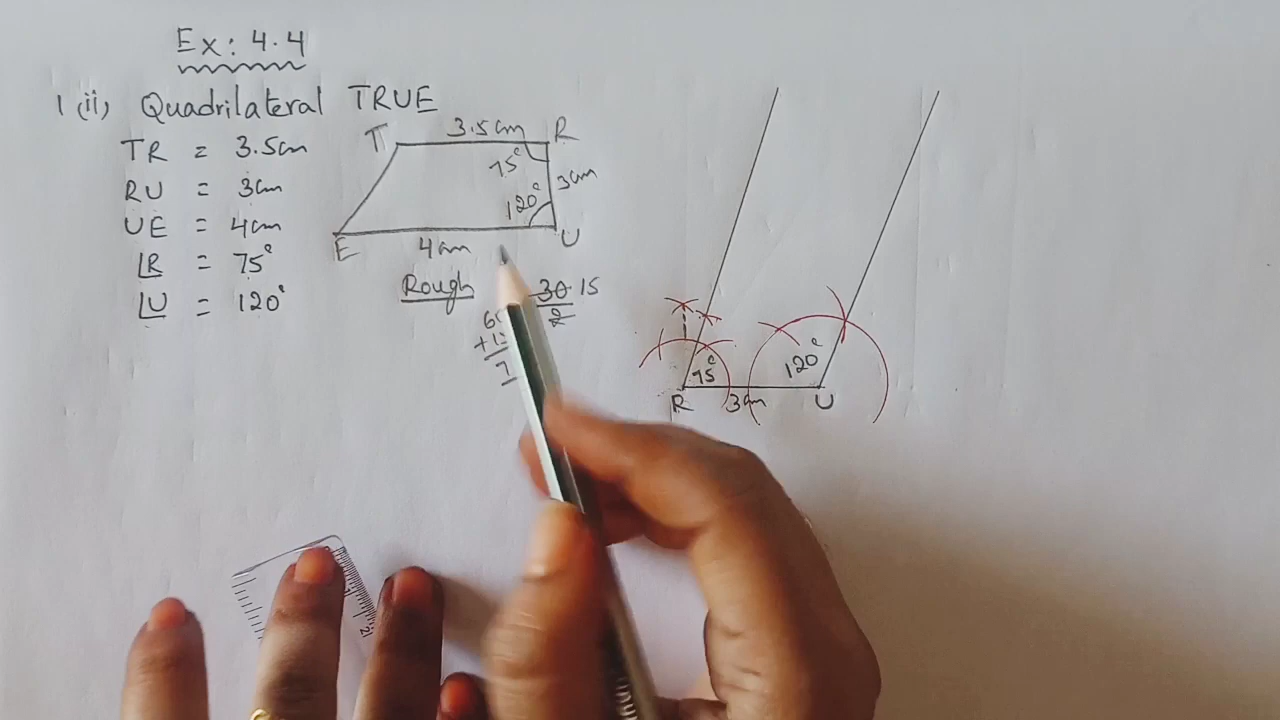 Ex: 4.4
1 (ii) Quadrilateral TRUE
TR = 3.5cm
RU = 3cm
UE = 4cm
∠R = 75°
∠U = 120°
T 3.5cm R
75°
3cm
120°
E 4cm U
Rough
30 15
2
75° 120°
R 3cm U